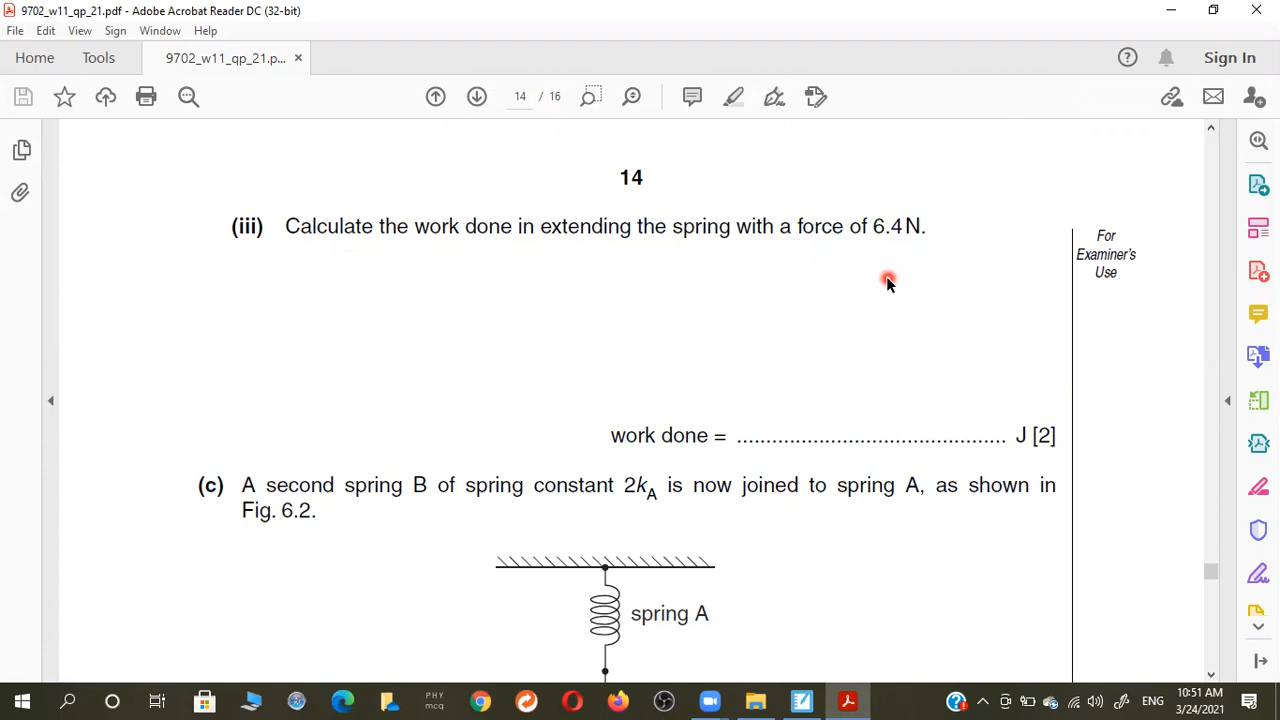 9702_w11_qp_21.pdf - Adobe Acrobat Reader DC (32-bit)
File Edit View Sign Window Help
Home Tools 9702_w11_qp_21.p... × Sign In
14 / 16
14
(iii) Calculate the work done in extending the spring with a force of 6.4 N.
For
Examiner's
Use
work done = .............................................. J [2]
(c) A second spring B of spring constant 2kA is now joined to spring A, as shown in
Fig. 6.2.
spring A
PHY
mcq
ENG
10:51 AM
3/24/2021